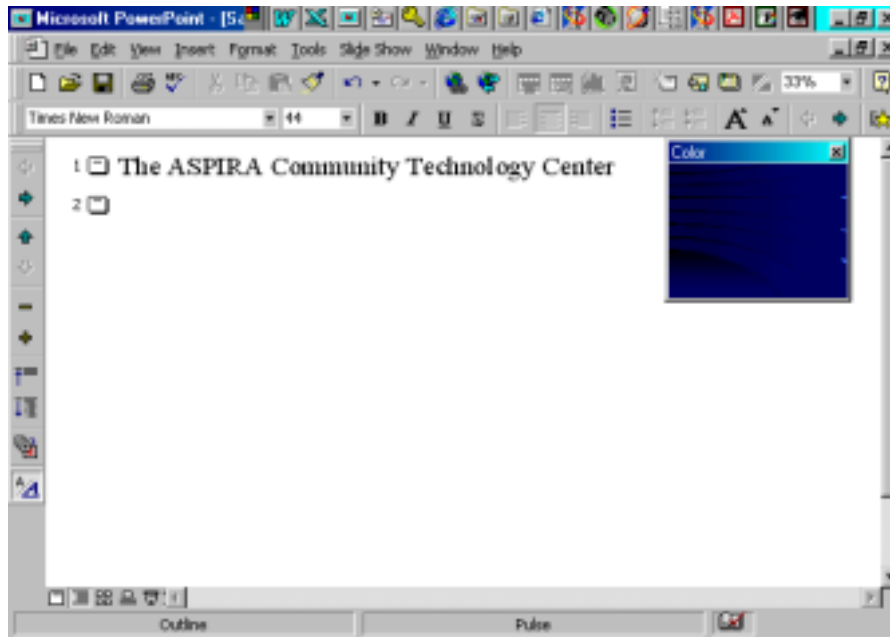 Microsoft PowerPoint - [Sa
File Edit View Insert Format Tools Slide Show Window Help
33%
Times New Roman 44 B I U S A A
Color
1 The ASPIRA Community Technology Center
2
Outline Pulse